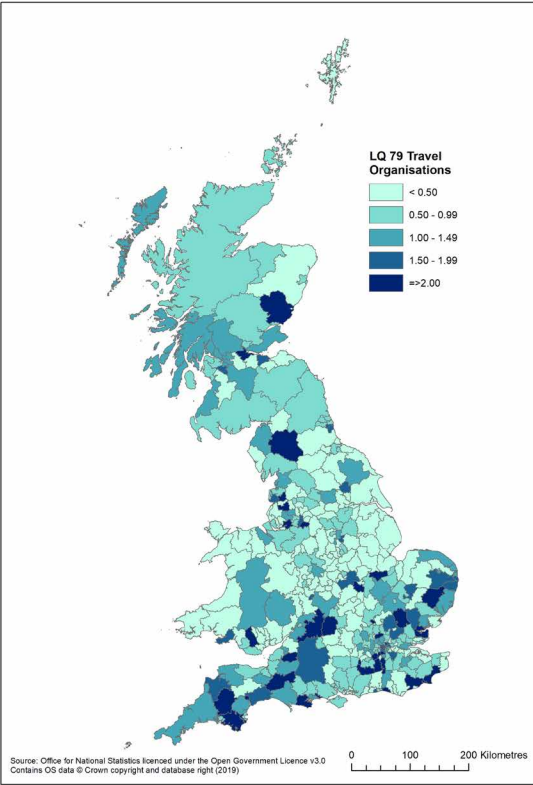 LQ 79 Travel
Organisations
< 0.50
0.50 - 0.99
1.00 - 1.49
1.50 - 1.99
=>2.00
Source: Office for National Statistics licenced under the Open Government Licence v3.0
Contains OS data © Crown copyright and database right (2019)
0 100 200 Kilometres